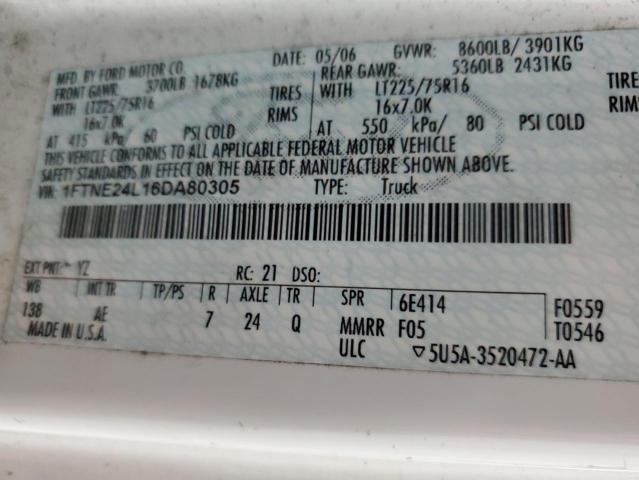 MFD. BY FORD MOTOR CO.
DATE: 05/06 GVWR: 8600LB/ 3901KG
FRONT GAWR: 3700LB 1678KG
REAR GAWR: 5360LB 2431KG
WITH LT225/75R16 TIRES WITH LT225/75R16 TIRES
16x7.0K RIMS 16x7.0K RIMS
AT 415 kPa/ 60 PSI COLD AT 550 kPa/ 80 PSI COLD
THIS VEHICLE CONFORMS TO ALL APPLICABLE FEDERAL MOTOR VEHICLE
SAFETY STANDARDS IN EFFECT ON THE DATE OF MANUFACTURE SHOWN ABOVE.
VIN: 1FTNE24L16DA80305 TYPE: Truck
EXT PNT: YZ RC: 21 DSO:
WB INT TR TP/PS R AXLE TR SPR 6E414 F0559
138 AE 7 24 Q MMRR F05 T0546
MADE IN U.S.A. ULC ▽5U5A-3520472-AA